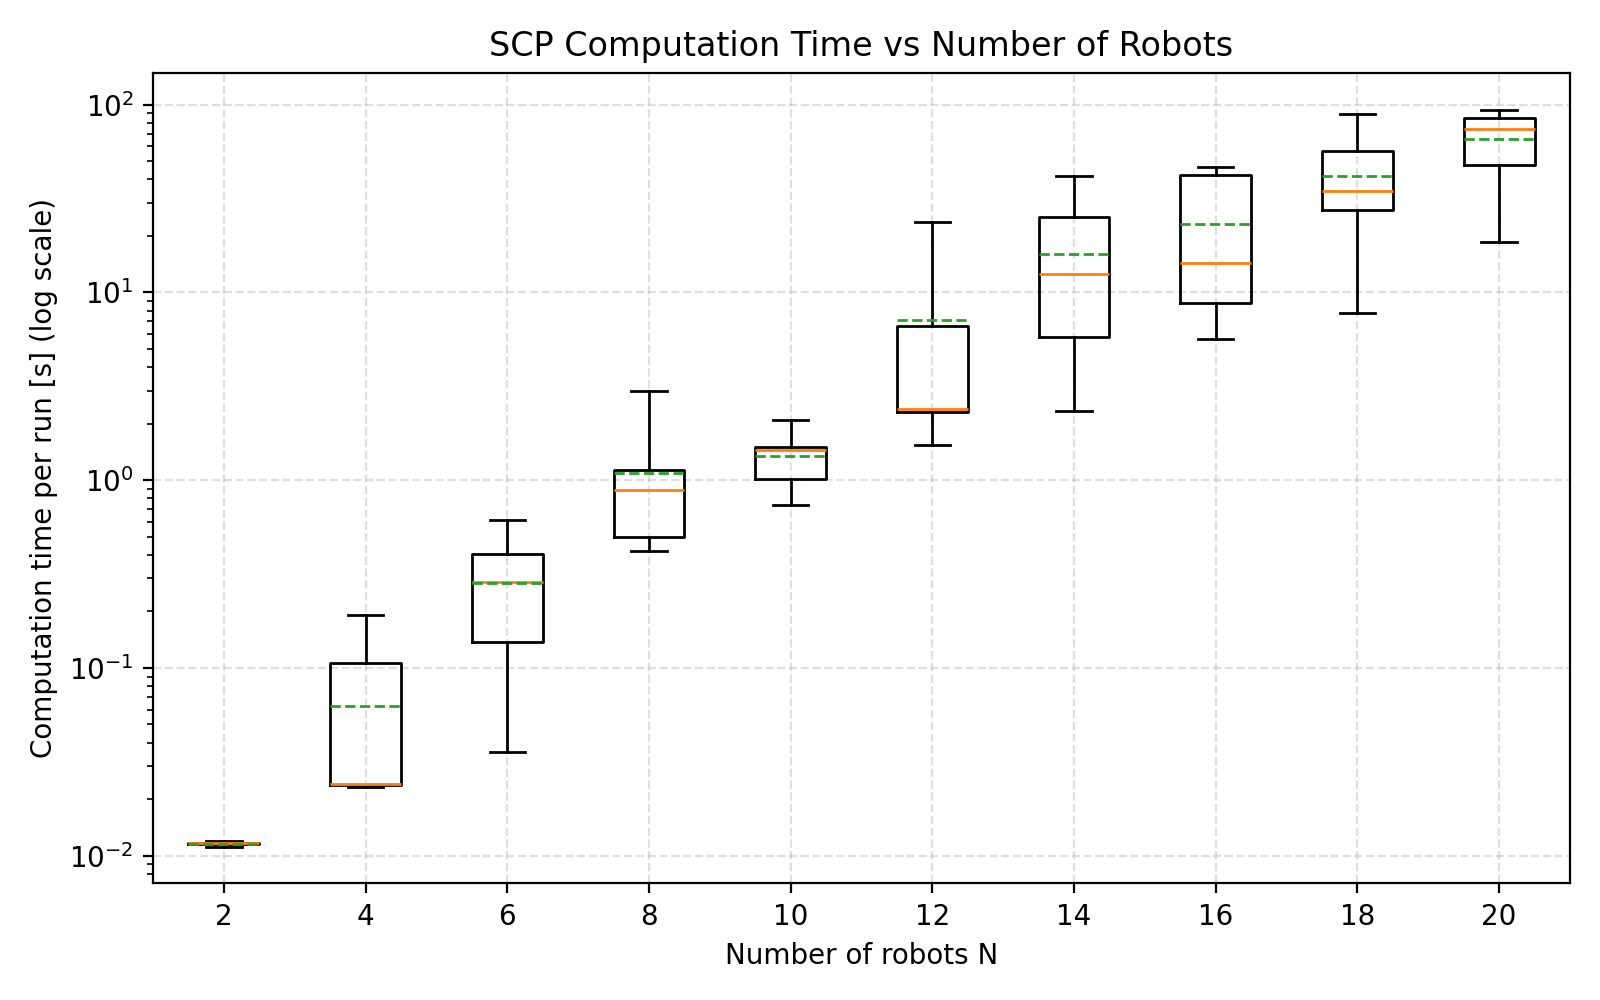 SCP Computation Time vs Number of Robots
Computation time per run [s] (log scale)
10²
10¹
10⁰
10⁻¹
10⁻²
2 4 6 8 10 12 14 16 18 20
Number of robots N